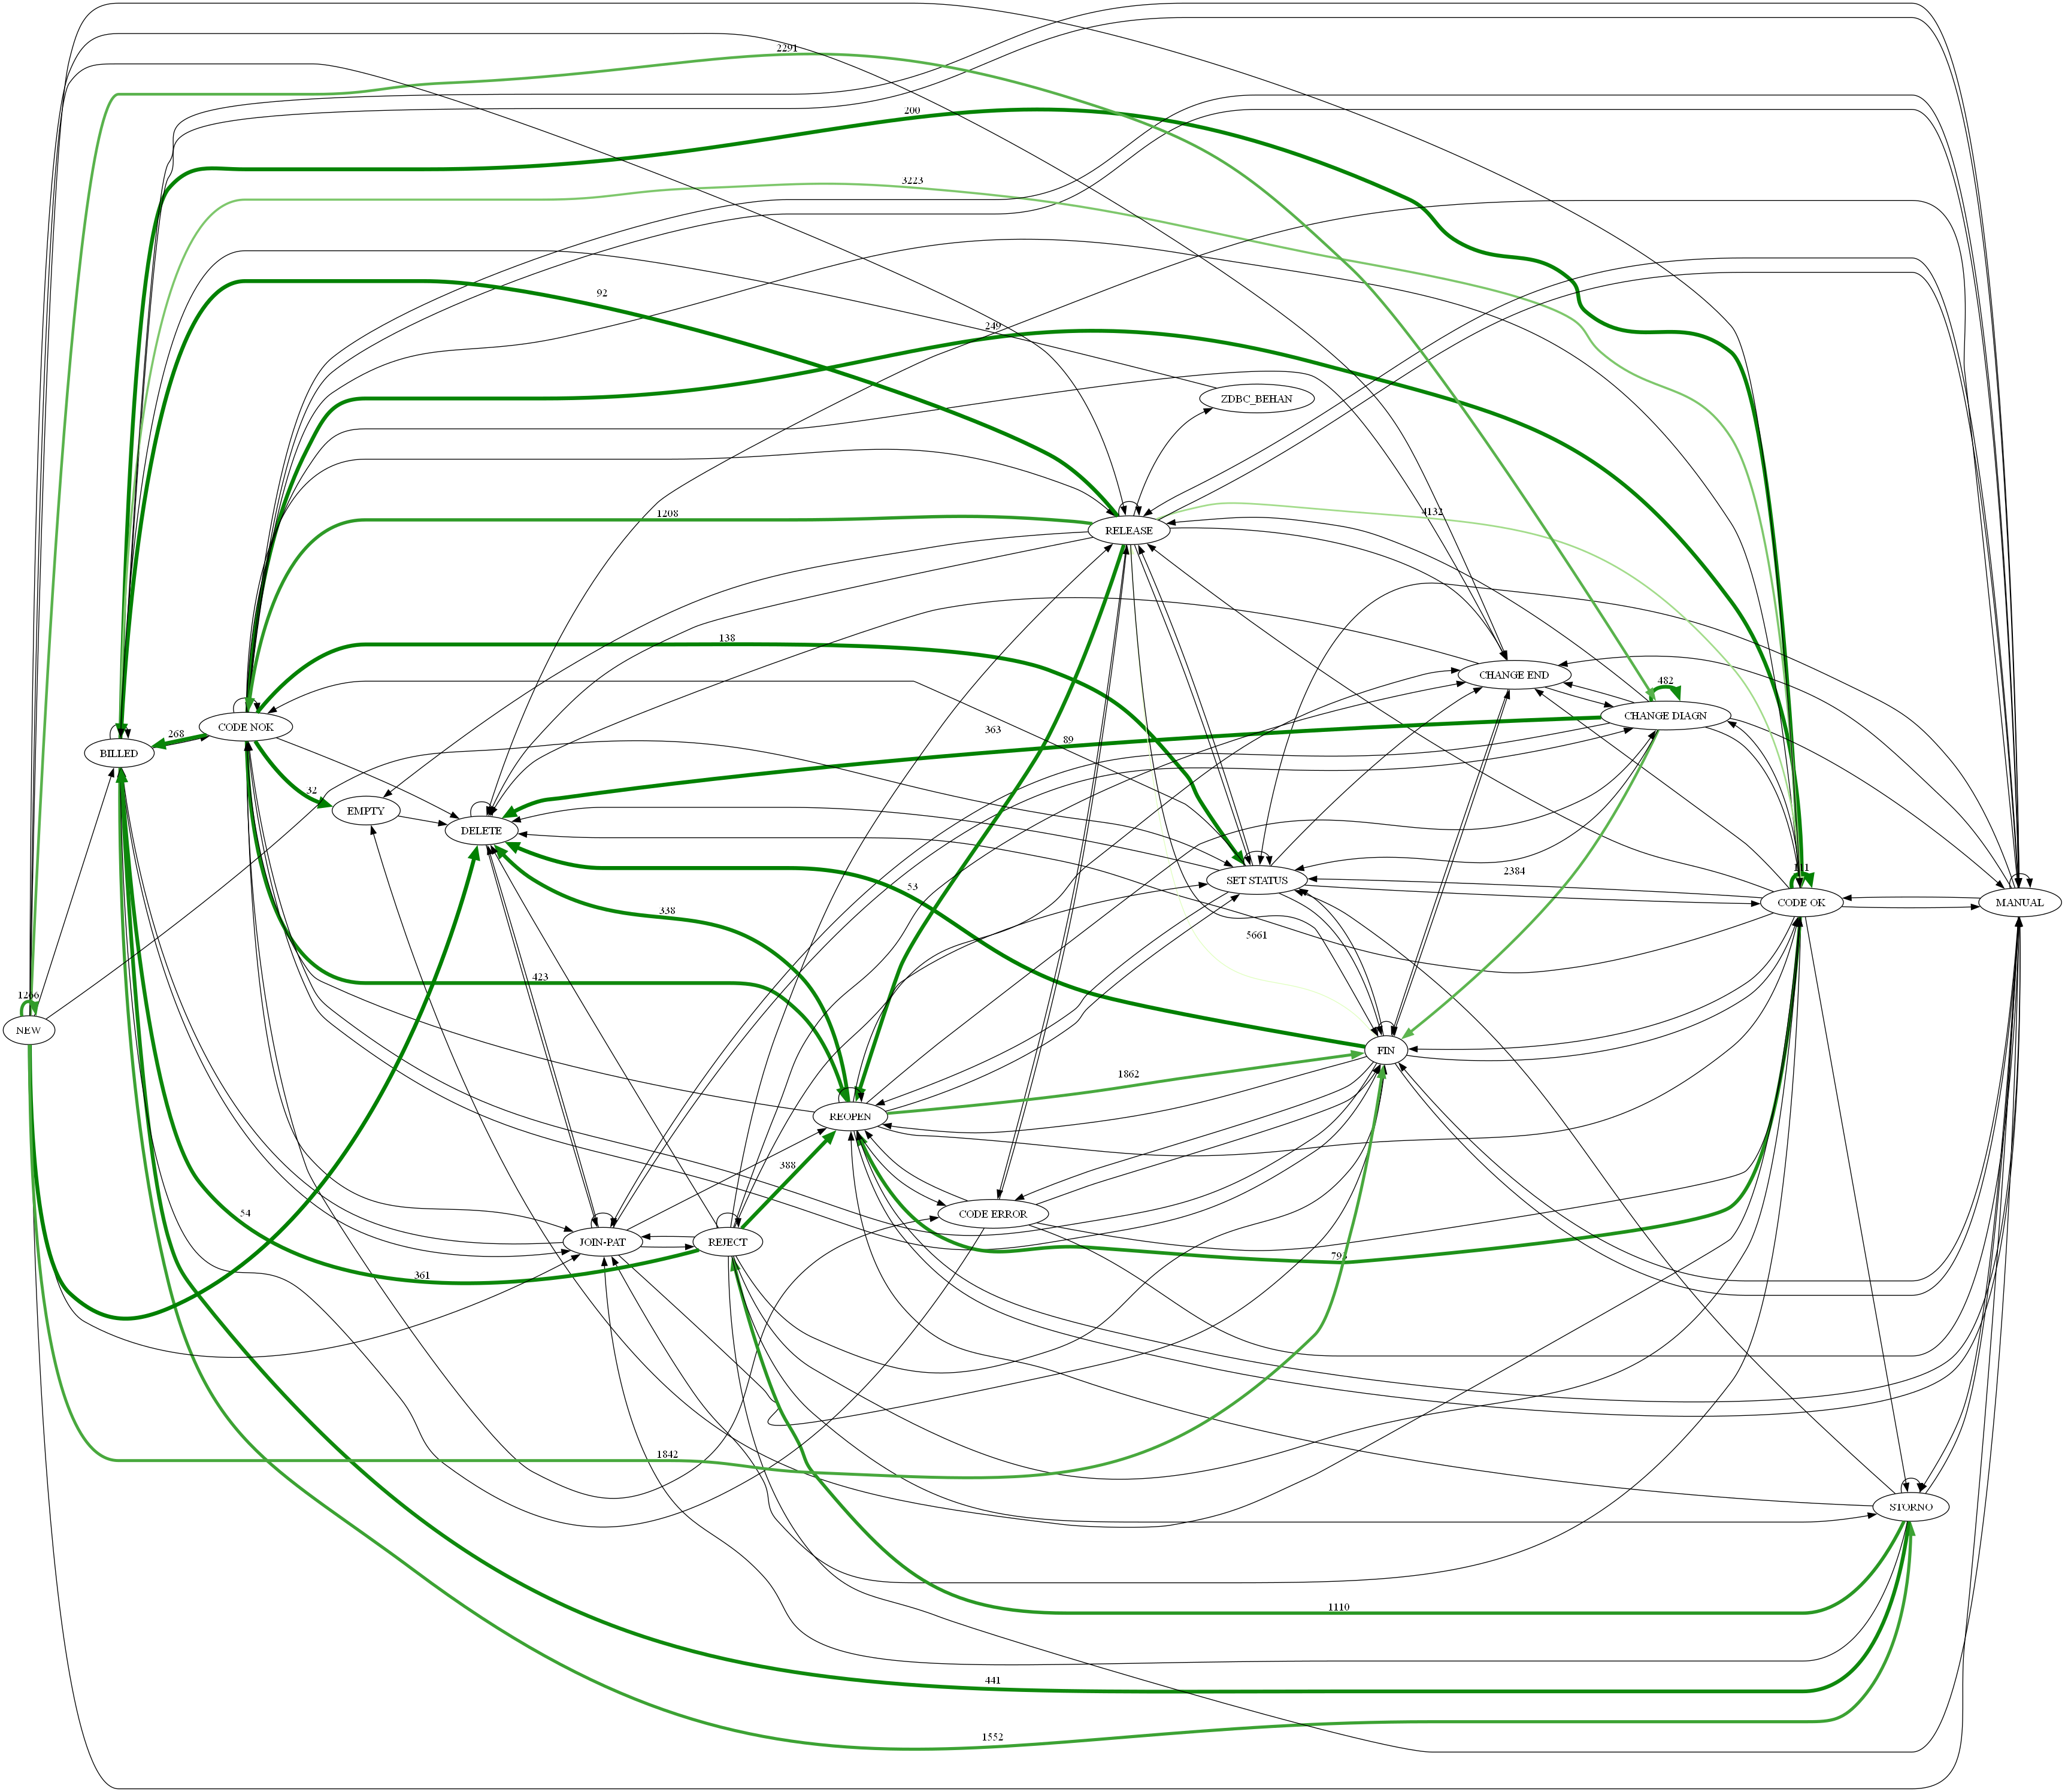 2291
200
3223
92
249
ZDBC_BEHAN
1208
4132
RELEASE
138
CHANGE END
482
CHANGE DIAGN
CODE NOK
268
BILLED
363
89
32
EMPTY
DELETE
2384
111
SET STATUS
53
CODE OK
MANUAL
338
5661
423
1266
NEW
FIN
1862
REOPEN
388
54
CODE ERROR
JOIN-PAT
REJECT
361
1842
STORNO
1110
441
1552